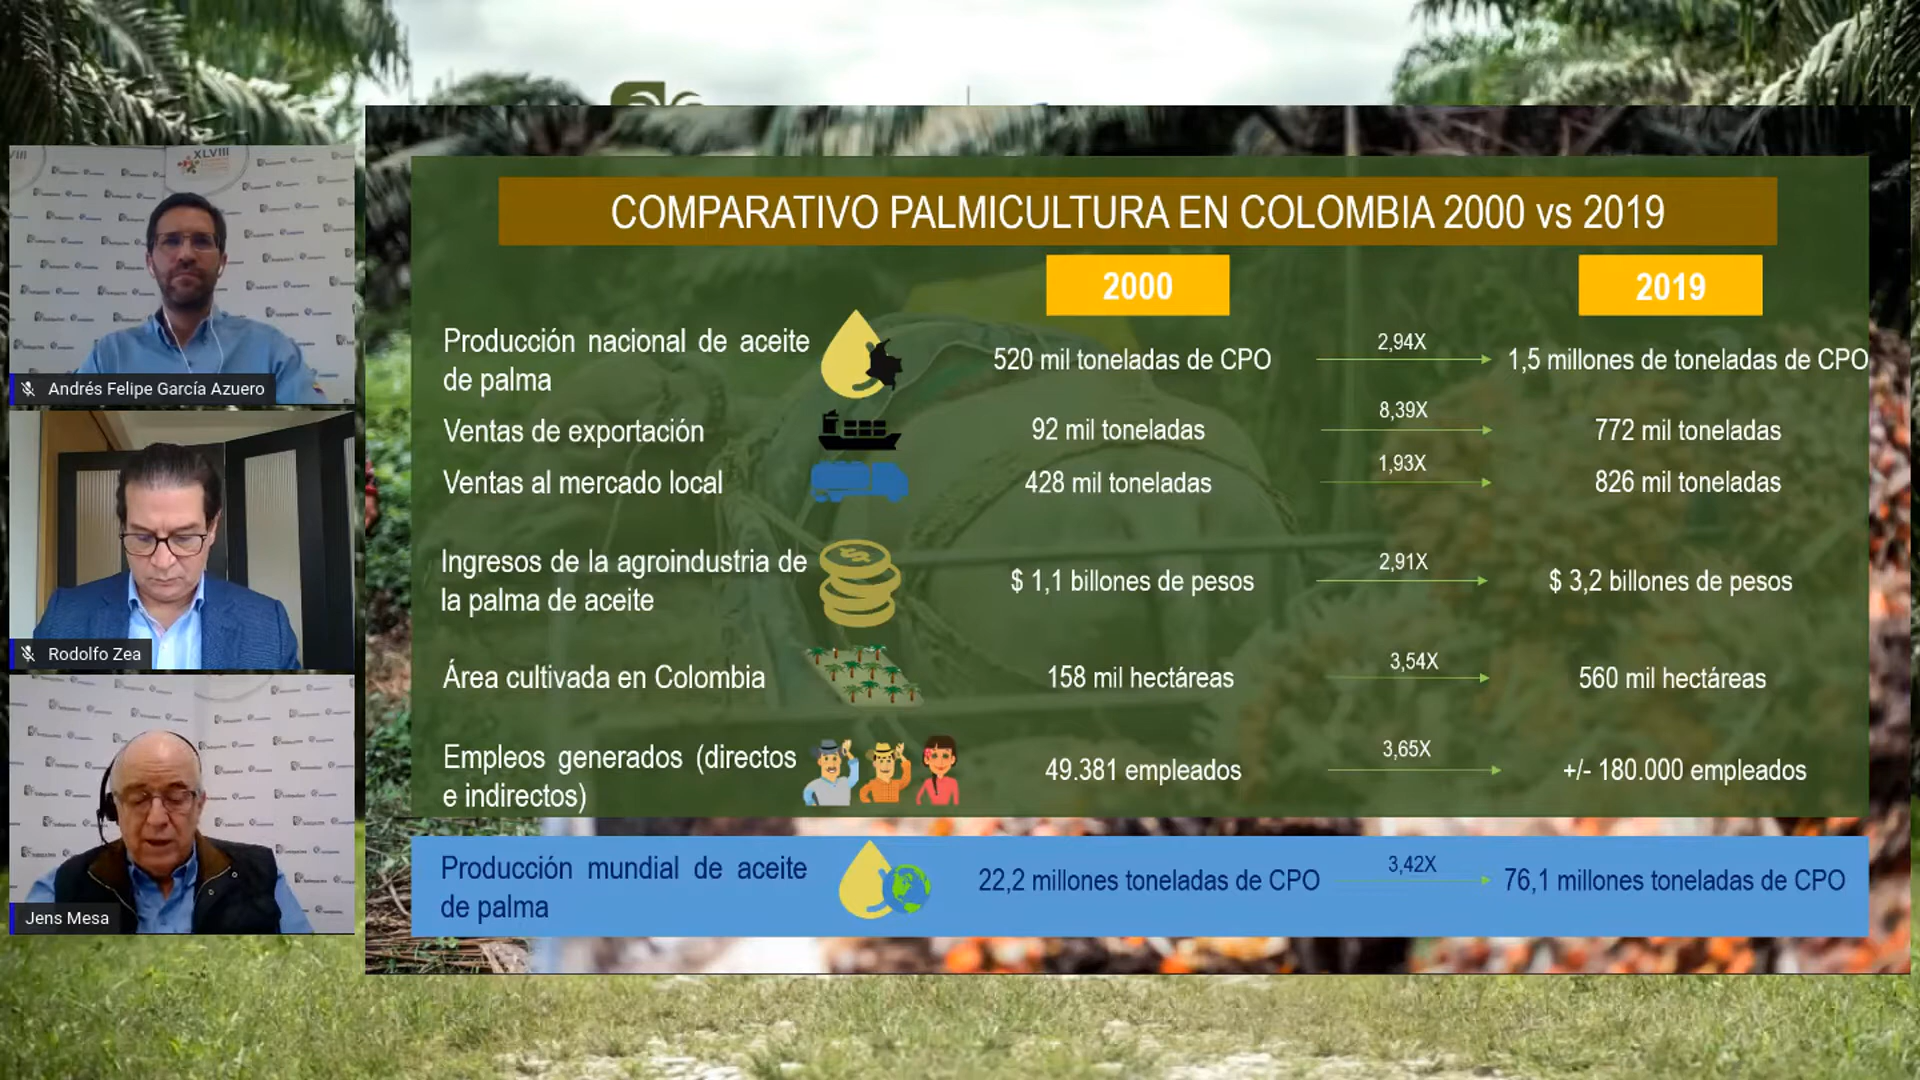 XLVIII
Andrés Felipe García Azuero
Rodolfo Zea
Jens Mesa
COMPARATIVO PALMICULTURA EN COLOMBIA 2000 vs 2019
2000
2019
Producción nacional de aceite
de palma
520 mil toneladas de CPO
2,94X
1,5 millones de toneladas de CPO
Ventas de exportación
92 mil toneladas
8,39X
772 mil toneladas
Ventas al mercado local
428 mil toneladas
1,93X
826 mil toneladas
Ingresos de la agroindustria de
la palma de aceite
$ 1,1 billones de pesos
2,91X
$ 3,2 billones de pesos
Área cultivada en Colombia
158 mil hectáreas
3,54X
560 mil hectáreas
Empleos generados (directos
e indirectos)
49.381 empleados
3,65X
+/- 180.000 empleados
Producción mundial de aceite
de palma
22,2 millones toneladas de CPO
3,42X
76,1 millones toneladas de CPO